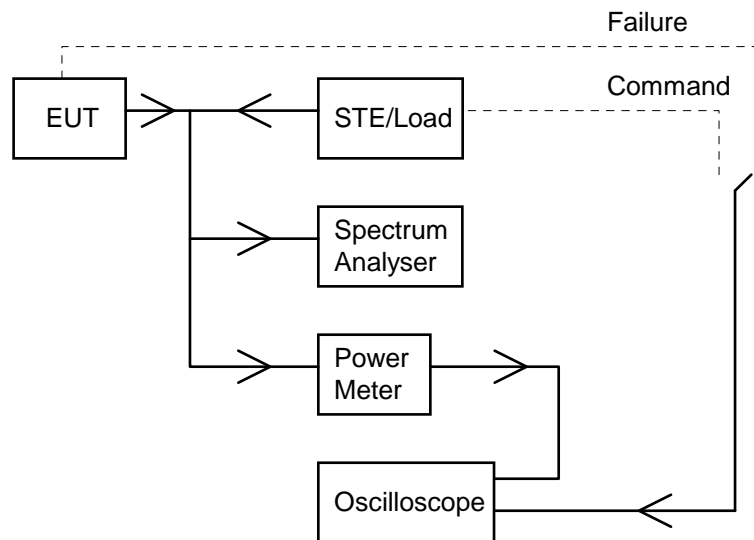 Failure
Command
EUT
STE/Load
Spectrum
Analyser
Power
Meter
Oscilloscope